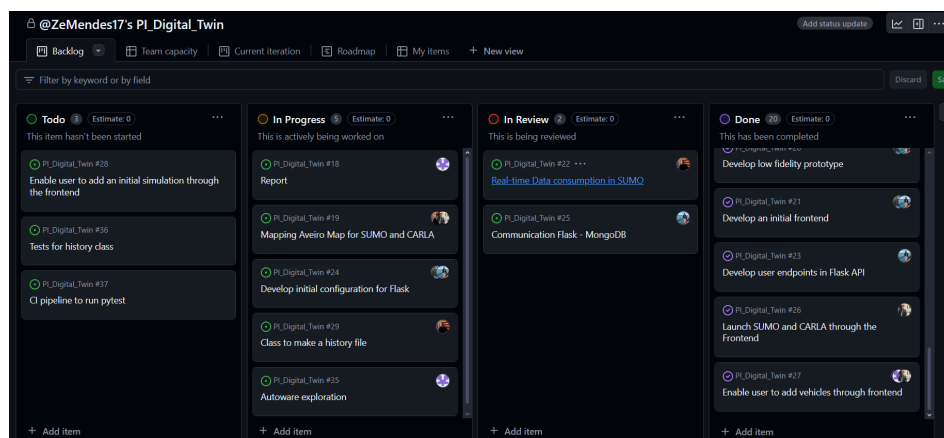 @ZeMendes17's PI_Digital_Twin
Add status update
Backlog
Team capacity
Current iteration
Roadmap
My items
+ New view
Filter by keyword or by field
Discard
Todo 3 Estimate: 0
This item hasn't been started
PI_Digital_Twin #28
Enable user to add an initial simulation through
the frontend
PI_Digital_Twin #36
Tests for history class
PI_Digital_Twin #37
CI pipeline to run pytest
+ Add item
In Progress 5 Estimate: 0
This is actively being worked on
PI_Digital_Twin #18
Report
PI_Digital_Twin #19
Mapping Aveiro Map for SUMO and CARLA
PI_Digital_Twin #24
Develop initial configuration for Flask
PI_Digital_Twin #29
Class to make a history file
PI_Digital_Twin #35
Autoware exploration
+ Add item
In Review 2 Estimate: 0
This is being reviewed
PI_Digital_Twin #22 ···
Real-time Data consumption in SUMO
PI_Digital_Twin #25
Communication Flask - MongoDB
+ Add item
Done 20 Estimate: 0
This has been completed
PI_Digital_Twin
Develop low fidelity prototype
PI_Digital_Twin #21
Develop an initial frontend
PI_Digital_Twin #23
Develop user endpoints in Flask API
PI_Digital_Twin #26
Launch SUMO and CARLA through the
Frontend
PI_Digital_Twin #27
Enable user to add vehicles through frontend
+ Add item